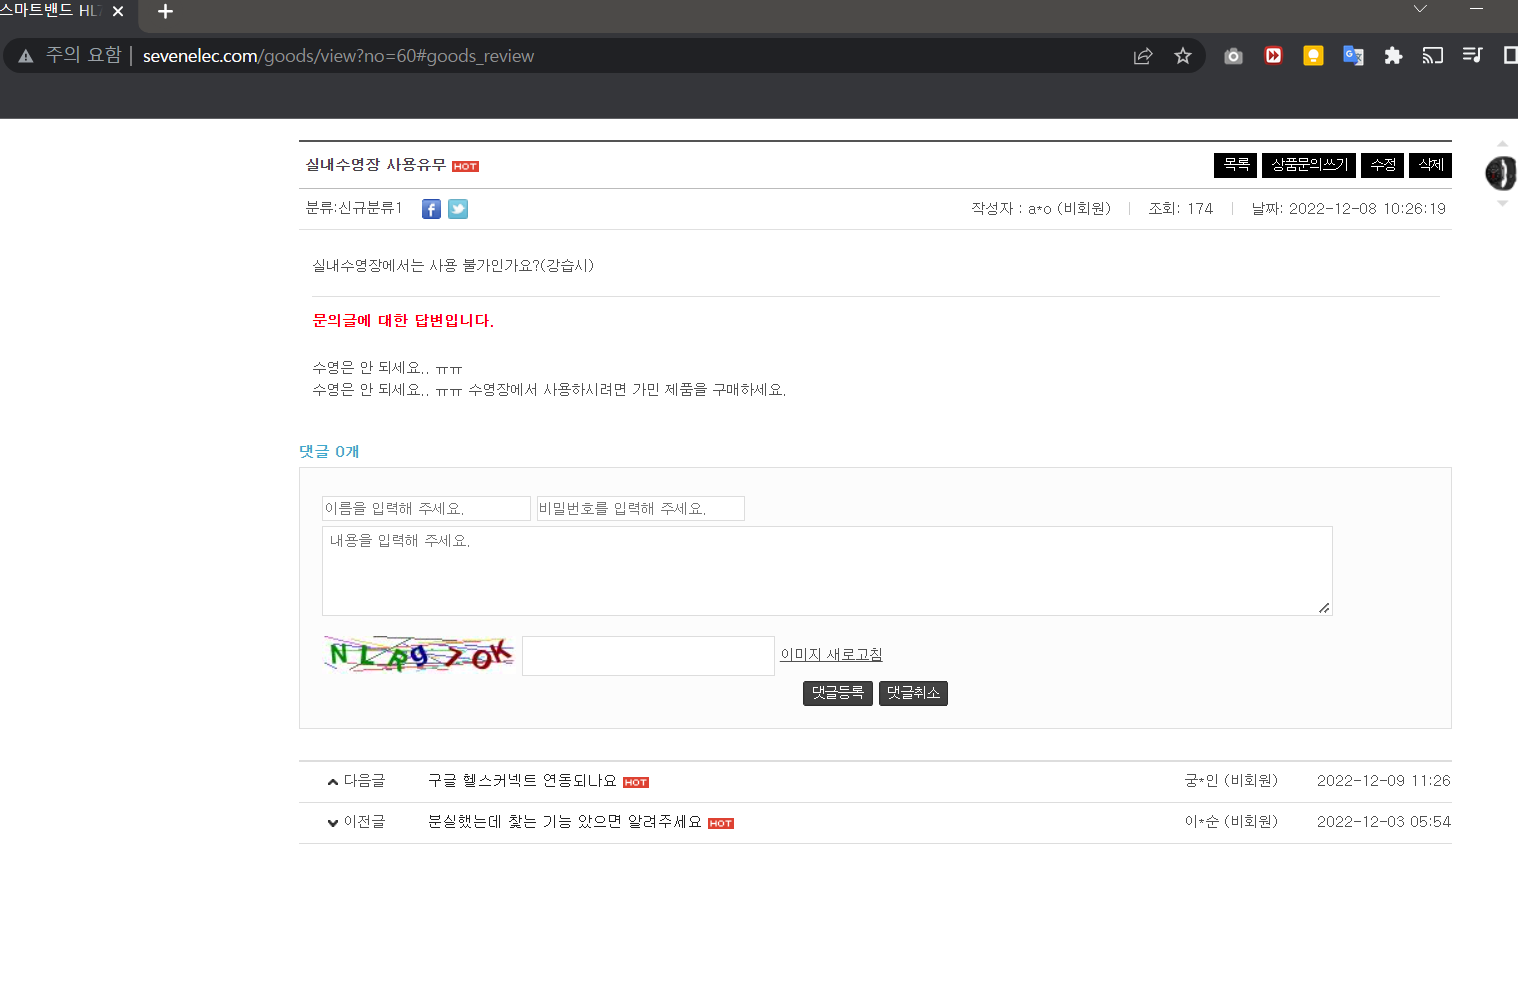 스마트밴드 HL
주의 요함 | sevenelec.com/goods/view?no=60#goods_review
실내수영장 사용유무 HOT
목록 상품문의쓰기 수정 삭제
분류:신규분류1
작성자 : a*o (비회원) | 조회: 174 | 날짜: 2022-12-08 10:26:19
실내수영장에서는 사용 불가인가요?(강습시)
문의글에 대한 답변입니다.
수영은 안 되세요.. ㅠㅠ
수영은 안 되세요.. ㅠㅠ 수영장에서 사용하시려면 가민 제품을 구매하세요.
댓글 0개
이름을 입력해 주세요. 비밀번호를 입력해 주세요.
내용을 입력해 주세요.
NLR97OK 이미지 새로고침
댓글등록 댓글취소
다음글 구글 헬스커넥트 연동되나요 HOT 궁*인 (비회원) 2022-12-09 11:26
이전글 분실했는데 찿는 기능 았으면 알려주세요 HOT 이*순 (비회원) 2022-12-03 05:54